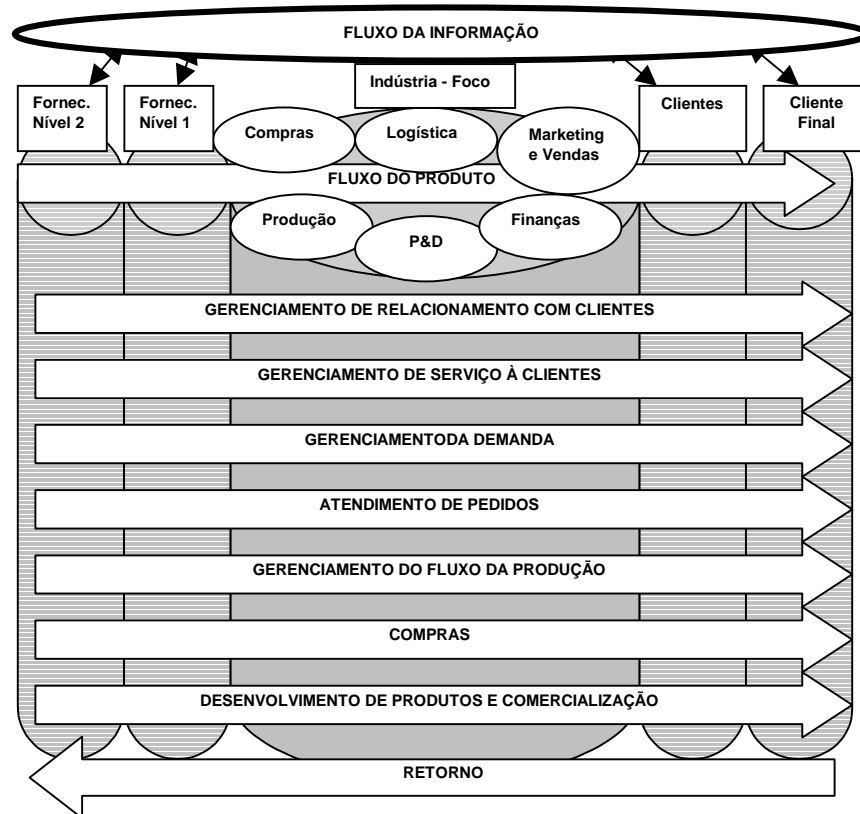 FLUXO DA INFORMAÇÃO
Fornec.
Nível 2
Fornec.
Nível 1
Indústria - Foco
Clientes
Cliente
Final
Compras
Logística
Marketing
e Vendas
FLUXO DO PRODUTO
Produção
P&D
Finanças
GERENCIAMENTO DE RELACIONAMENTO COM CLIENTES
GERENCIAMENTO DE SERVIÇO À CLIENTES
GERENCIAMENTODA DEMANDA
ATENDIMENTO DE PEDIDOS
GERENCIAMENTO DO FLUXO DA PRODUÇÃO
COMPRAS
DESENVOLVIMENTO DE PRODUTOS E COMERCIALIZAÇÃO
RETORNO